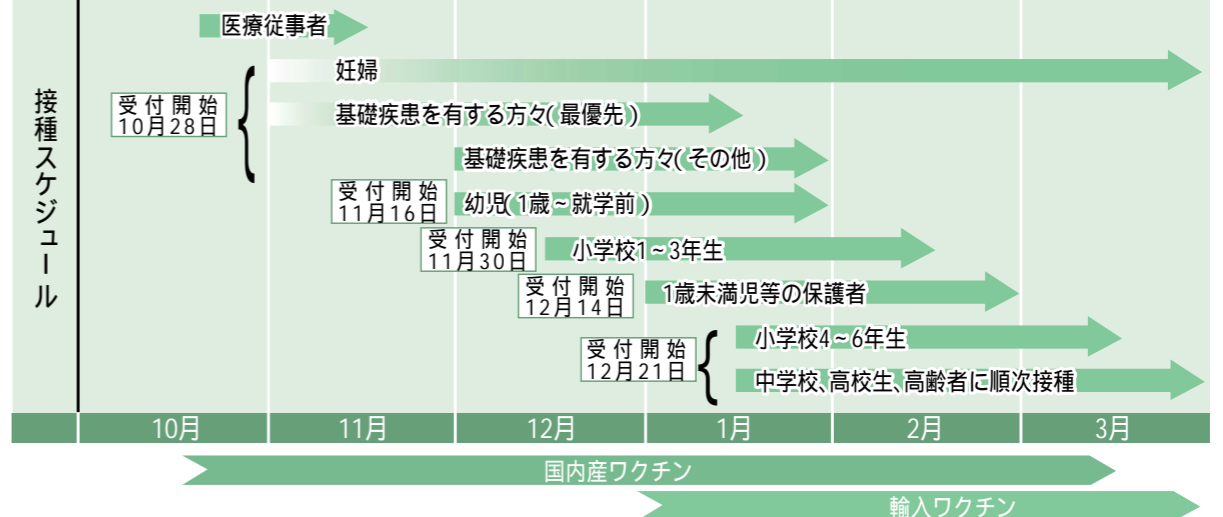 接種スケジュール
医療従事者
妊婦
受付開始
10月28日
基礎疾患を有する方々(最優先)
基礎疾患を有する方々(その他)
受付開始
11月16日
幼児(1歳~就学前)
受付開始
11月30日
小学校1~3年生
受付開始
12月14日
1歳未満児等の保護者
受付開始
12月21日
小学校4~6年生
中学校、高校生、高齢者に順次接種
10月 11月 12月 1月 2月 3月
国内産ワクチン
輸入ワクチン